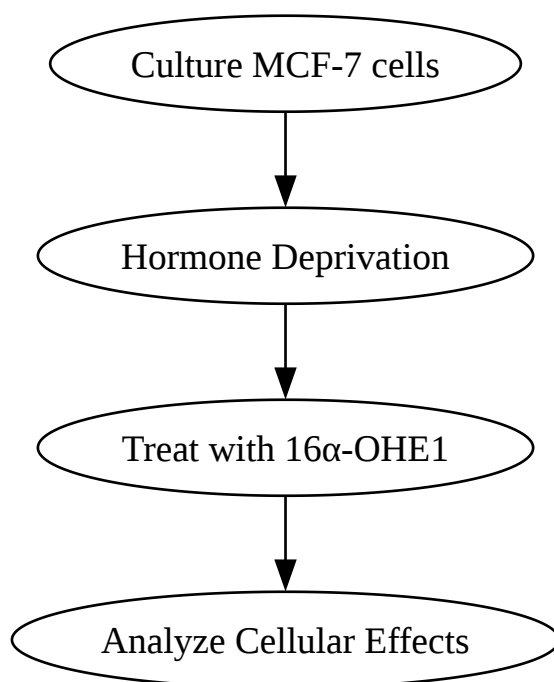 Culture MCF-7 cells
Hormone Deprivation
Treat with 16α-OHE1
Analyze Cellular Effects